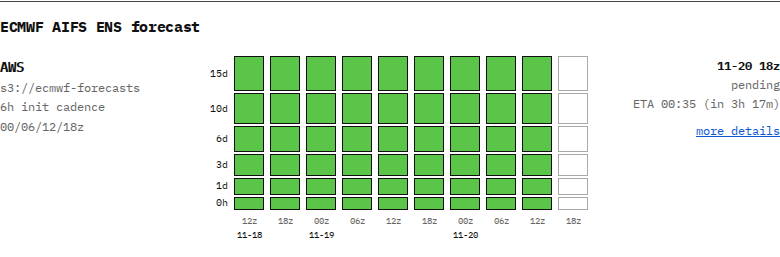 ECMWF AIFS ENS forecast
AWS
s3://ecmwf-forecasts
6h init cadence
00/06/12/18z
15d
10d
6d
3d
1d
0h
12z 18z 00z 06z 12z 18z 00z 06z 12z 18z
11-18 11-19 11-20
11-20 18z
pending
ETA 00:35 (in 3h 17m)
more details